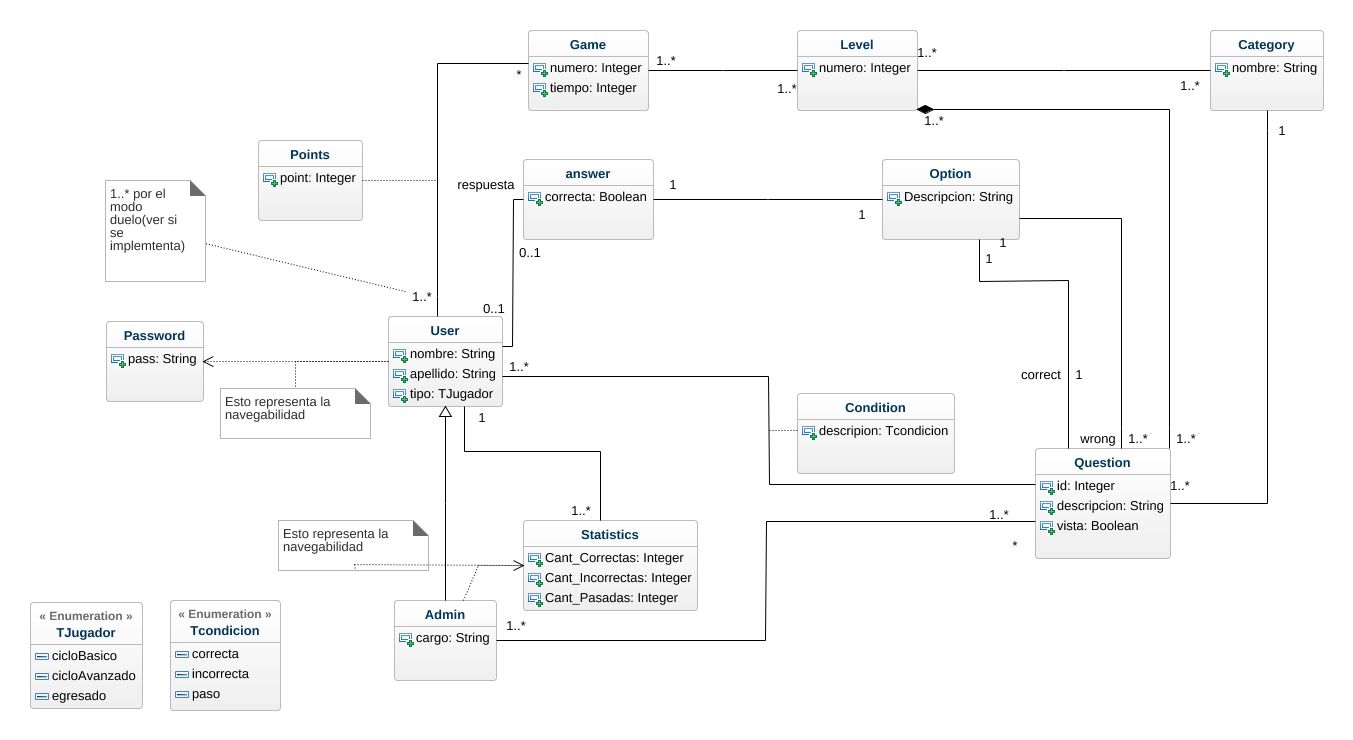 Game
numero: Integer
tiempo: Integer
*
1..*
1..*
Level
numero: Integer
1..*
1..*
1..*
Category
nombre: String
1
Points
point: Integer
1..* por el
modo
duelo(ver si
se
implemtenta)
respuesta
answer
correcta: Boolean
1
1
0..1
Option
Descripcion: String
1
1
1..*
0..1
Password
pass: String
User
nombre: String
apellido: String
tipo: TJugador
1..*
1
Esto representa la
navegabilidad
correct
1
Condition
descripion: Tcondicion
wrong
1..*
1..*
Question
id: Integer
descripcion: String
vista: Boolean
1..*
1..*
*
1..*
Esto representa la
navegabilidad
Statistics
Cant_Correctas: Integer
Cant_Incorrectas: Integer
Cant_Pasadas: Integer
Admin
cargo: String
1..*
« Enumeration »
TJugador
cicloBasico
cicloAvanzado
egresado
« Enumeration »
Tcondicion
correcta
incorrecta
paso